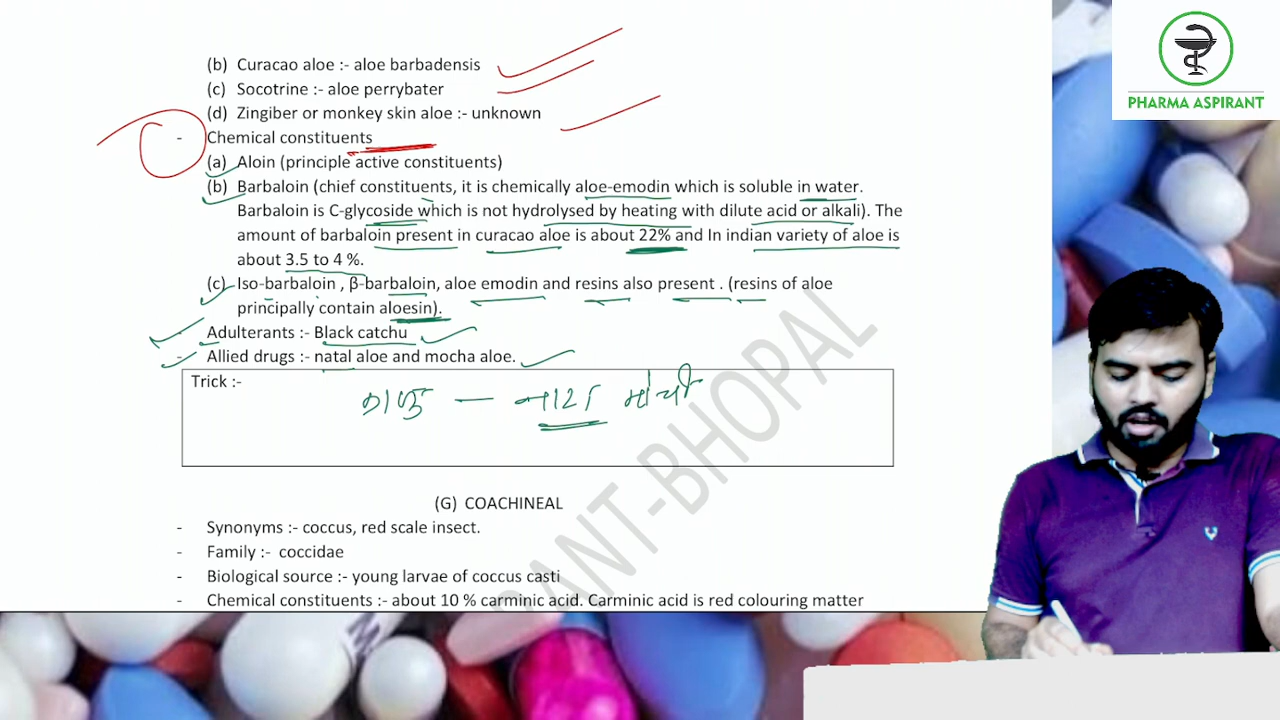 (b) Curacao aloe :- aloe barbadensis
(c) Socotrine :- aloe perrybater
(d) Zingiber or monkey skin aloe :- unknown
- Chemical constituents
(a) Aloin (principle active constituents)
(b) Barbaloin (chief constituents, it is chemically aloe-emodin which is soluble in water.
Barbaloin is C-glycoside which is not hydrolysed by heating with dilute acid or alkali). The
amount of barbaloin present in curacao aloe is about 22% and In indian variety of aloe is
about 3.5 to 4 %.
(c) Iso-barbaloin , β-barbaloin, aloe emodin and resins also present . (resins of aloe
principally contain aloesin).
- Adulterants :- Black catchu
- Allied drugs :- natal aloe and mocha aloe.
Trick :-
(G) COACHINEAL
- Synonyms :- coccus, red scale insect.
- Family :- coccidae
- Biological source :- young larvae of coccus casti
- Chemical constituents :- about 10 % carminic acid. Carminic acid is red colouring matter
PHARMA ASPIRANT
RANT-BHOPAL